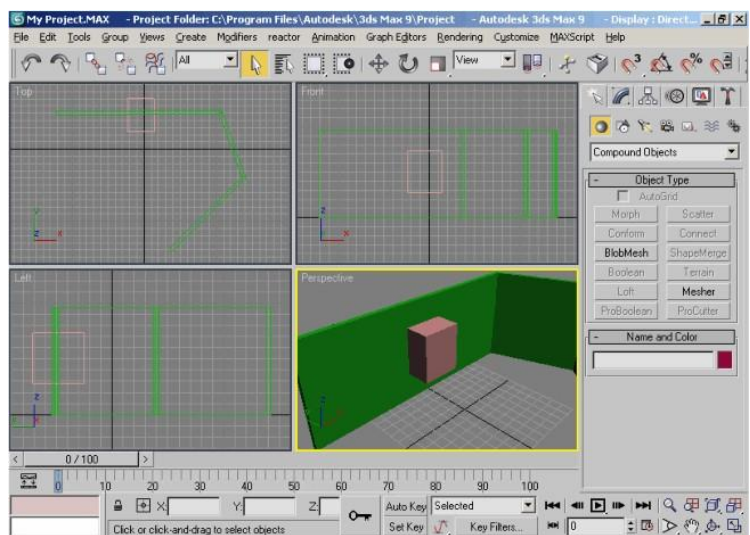 My Project.MAX - Project Folder: C:\Program Files\Autodesk\3ds Max 9\Project - Autodesk 3ds Max 9 - Display : Direct...
File Edit Tools Group Views Create Modifiers reactor Animation Graph Editors Rendering Customize MAXScript Help
All View
Top Front
Compound Objects
- Object Type
AutoGrid
Morph Scatter
Conform Connect
BlobMesh ShapeMerge
Boolean Terrain
Loft Mesher
ProBoolean ProCutter
- Name and Color
Left Perspective
< 0 / 100 >
0 10 20 30 40 50 60 70 80 90 100
X: Y: Z: Auto Key Selected
Click or click-and-drag to select objects Set Key Key Filters... 0